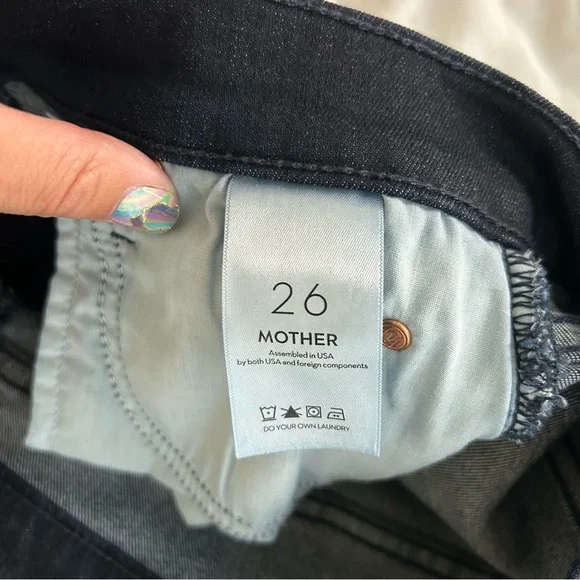 26
MOTHER
Assembled in USA
by both USA and foreign components
DO YOUR OWN LAUNDRY